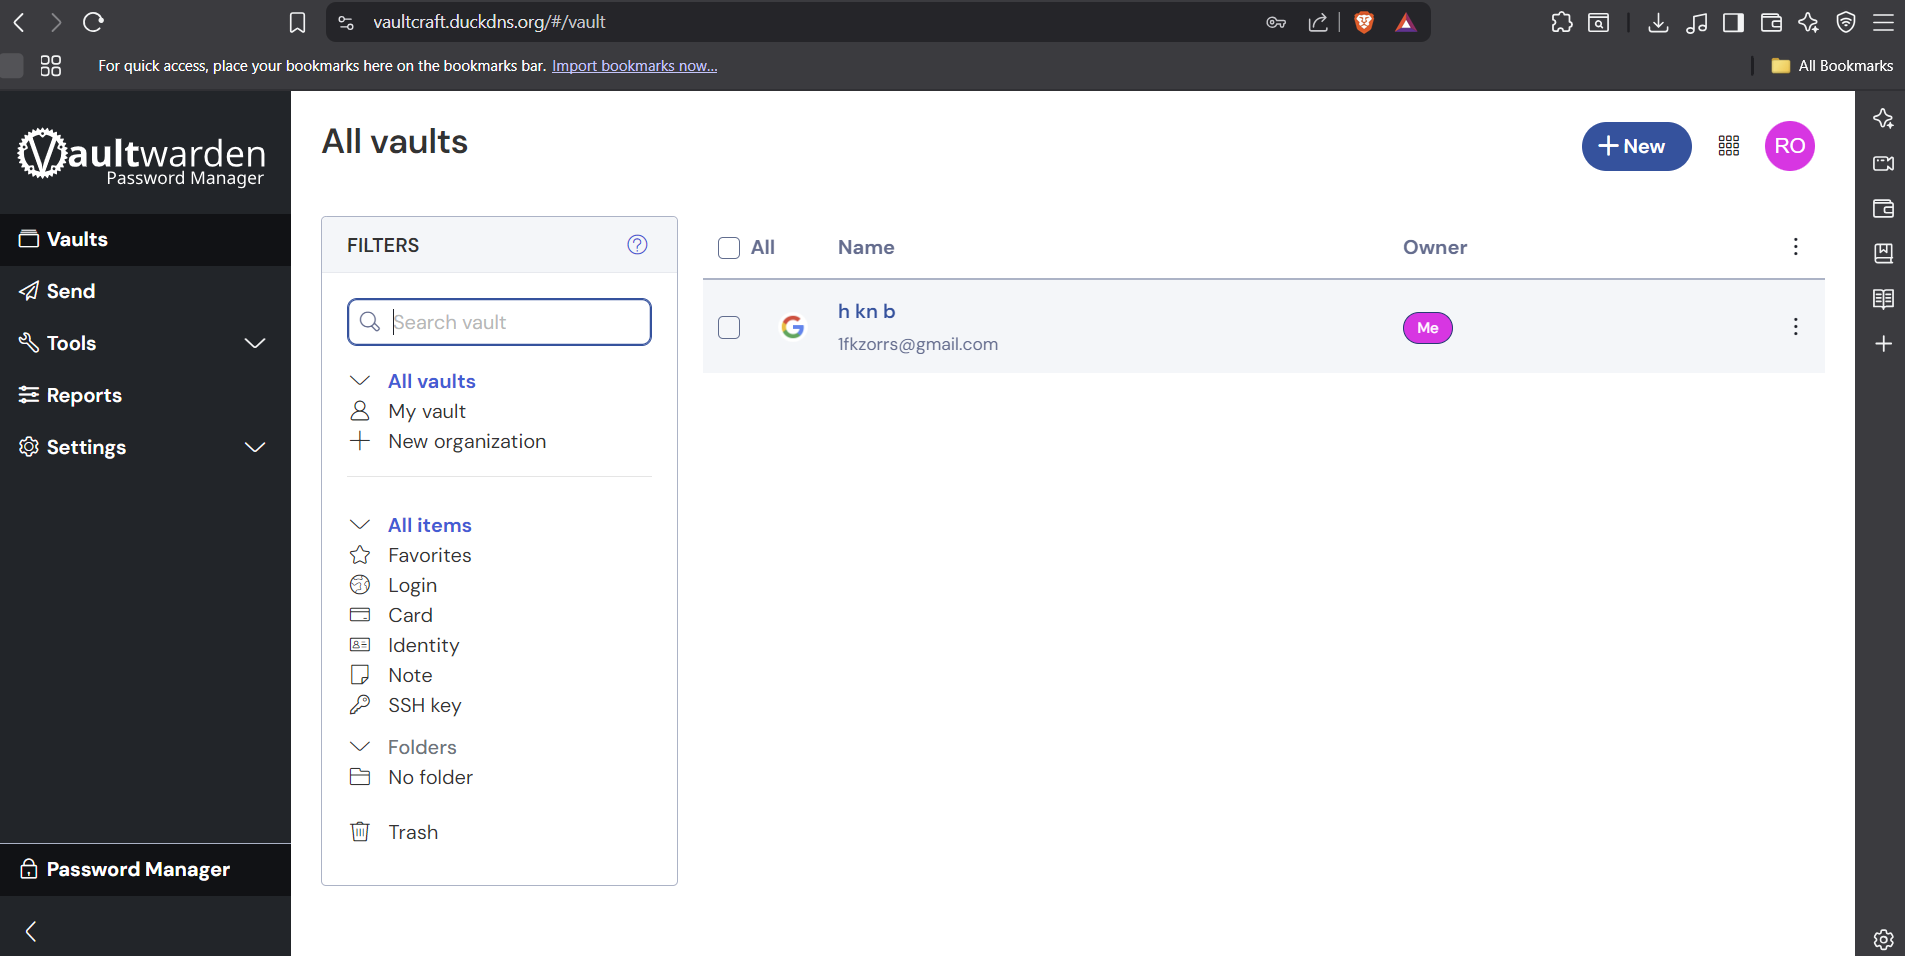 vaultcraft.duckdns.org/#/vault
For quick access, place your bookmarks here on the bookmarks bar. Import bookmarks now...
All Bookmarks
Vaultwarden
Password Manager
Vaults
Send
Tools
Reports
Settings
Password Manager
All vaults
New
RO
FILTERS
Search vault
All vaults
My vault
New organization
All items
Favorites
Login
Card
Identity
Note
SSH key
Folders
No folder
Trash
All Name Owner
h kn b
1fkzorrs@gmail.com
Me